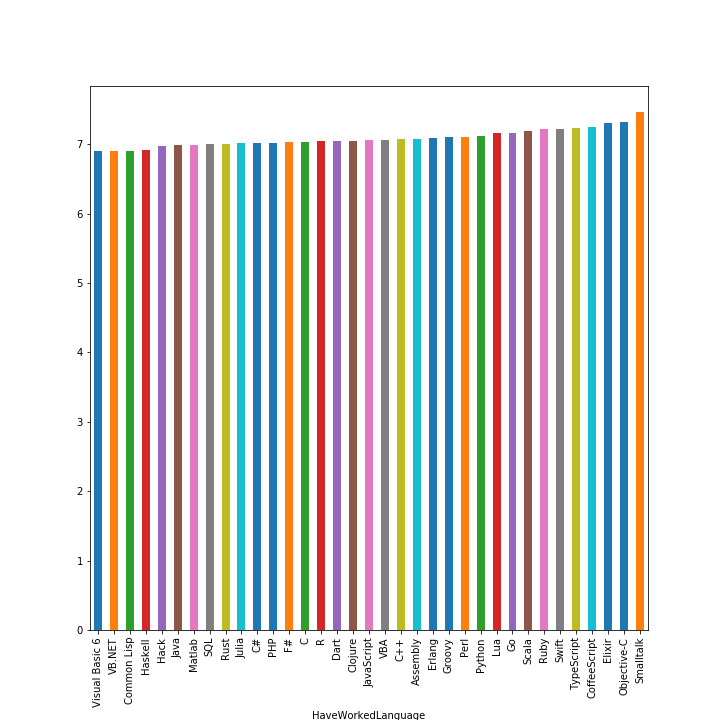 7
6
5
4
3
2
1
0
Visual Basic 6
VB.NET
Common Lisp
Haskell
Hack
Java
Matlab
SQL
Rust
Julia
C#
PHP
F#
C
R
Dart
Clojure
JavaScript
VBA
C++
Assembly
Erlang
Groovy
Perl
Python
Lua
Go
Scala
Ruby
Swift
TypeScript
CoffeeScript
Elixir
Objective-C
Smalltalk
HaveWorkedLanguage